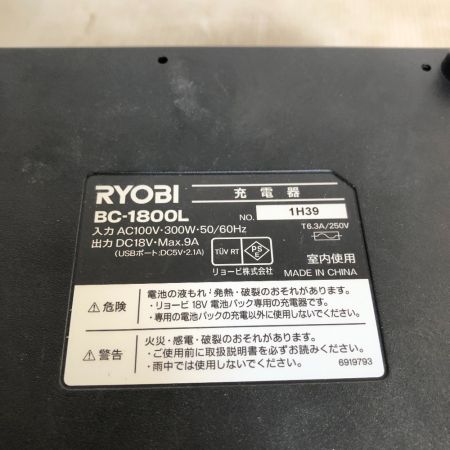 RYOBI 充電器
BC-1800L NO. 1H39
入力 AC100V・300W・50/60Hz T6.3A/250V
出力 DC18V・Max.9A
(USBポート:DC5V・2.1A) TÜV RT PSE 室内使用
リョービ株式会社 MADE IN CHINA
⚠危険 電池の液もれ・発熱・破裂のおそれがあります。
・リョービ 18V 電池パック専用の充電器です。
・専用の電池パックの充電以外に使用しないでください。
⚠警告 火災・感電・破裂のおそれがあります。
・ご使用前に取扱説明書を必ずお読みください。
・雨中では使用しないでください。 6919793